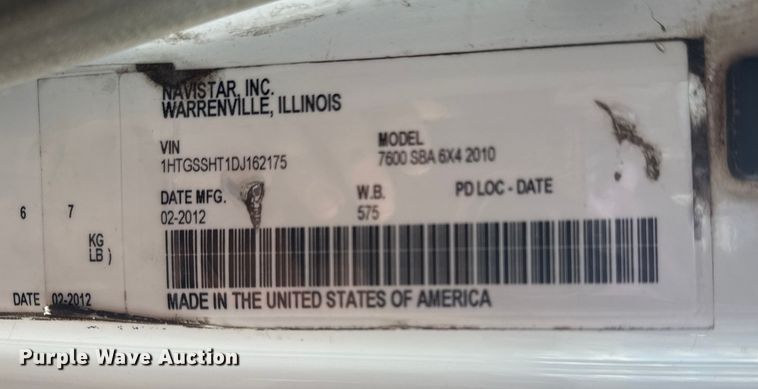 NAVISTAR, INC.
WARRENVILLE, ILLINOIS
VIN MODEL
1HTGSSHT1DJ162175 7600 SBA 6X4 2010
DATE MFG. W.B. PD LOC - DATE
02-2012 575
6 7
KG
LB )
DATE 02-2012
MADE IN THE UNITED STATES OF AMERICA
Purple Wave Auction